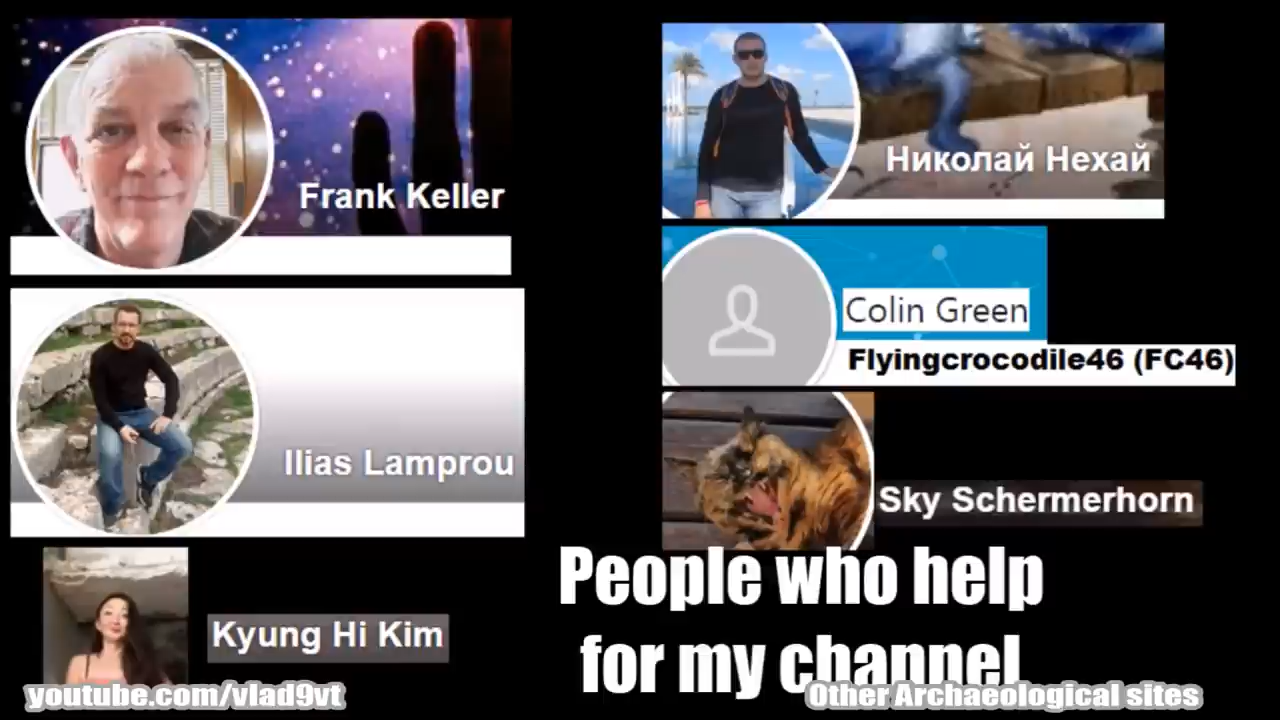 Frank Keller
Николай Нехай
Colin Green
Flyingcrocodile46 (FC46)
Ilias Lamprou
Sky Schermerhorn
Kyung Hi Kim
People who help
for my channel
youtube.com/vlad9vt
Other Archaeological sites